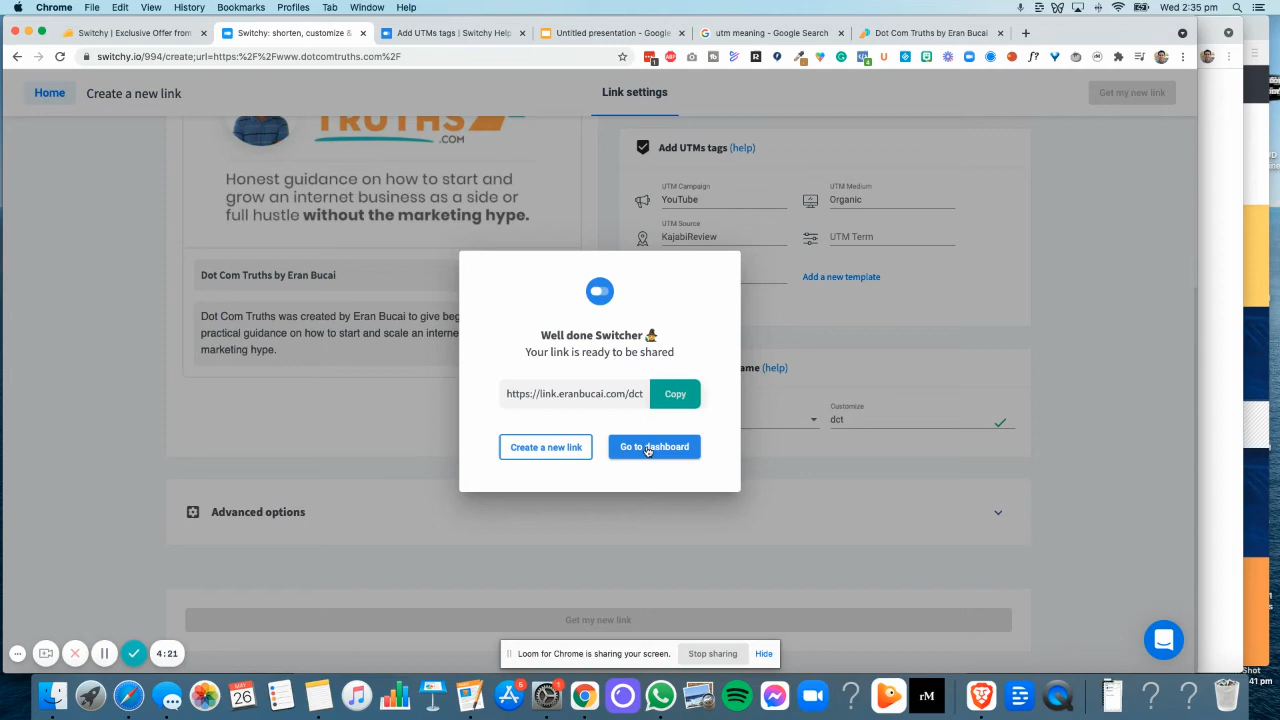 Chrome File Edit View History Bookmarks Profiles Tab Window Help Wed 2:35 pm
Switchy | Exclusive Offer from
Switchy: shorten, customize &
Add UTMs tags | Switchy Help
Untitled presentation - Google
utm meaning - Google Search
Dot Com Truths by Eran Bucai
switchy.io/994/create;url=https:%2F%2Fwww.dotcomtruths.com%2F
Home Create a new link Link settings Get my new link
TRUTHS
.COM
Honest guidance on how to start and
grow an internet business as a side or
full hustle without the marketing hype.
Dot Com Truths by Eran Bucai
Dot Com Truths was created by Eran Bucai to give beg
practical guidance on how to start and scale an interne
marketing hype.
Add UTMs tags (help)
UTM Campaign
YouTube
UTM Medium
Organic
UTM Source
KajabiReview
UTM Term
Add a new template
Well done Switcher
Your link is ready to be shared
https://link.eranbucai.com/dct Copy
Create a new link Go to dashboard
ame (help)
Customize
dct
Advanced options
Get my new link
4:21
Loom for Chrome is sharing your screen. Stop sharing Hide
Shot
41 pm
MAY
26
6
rM